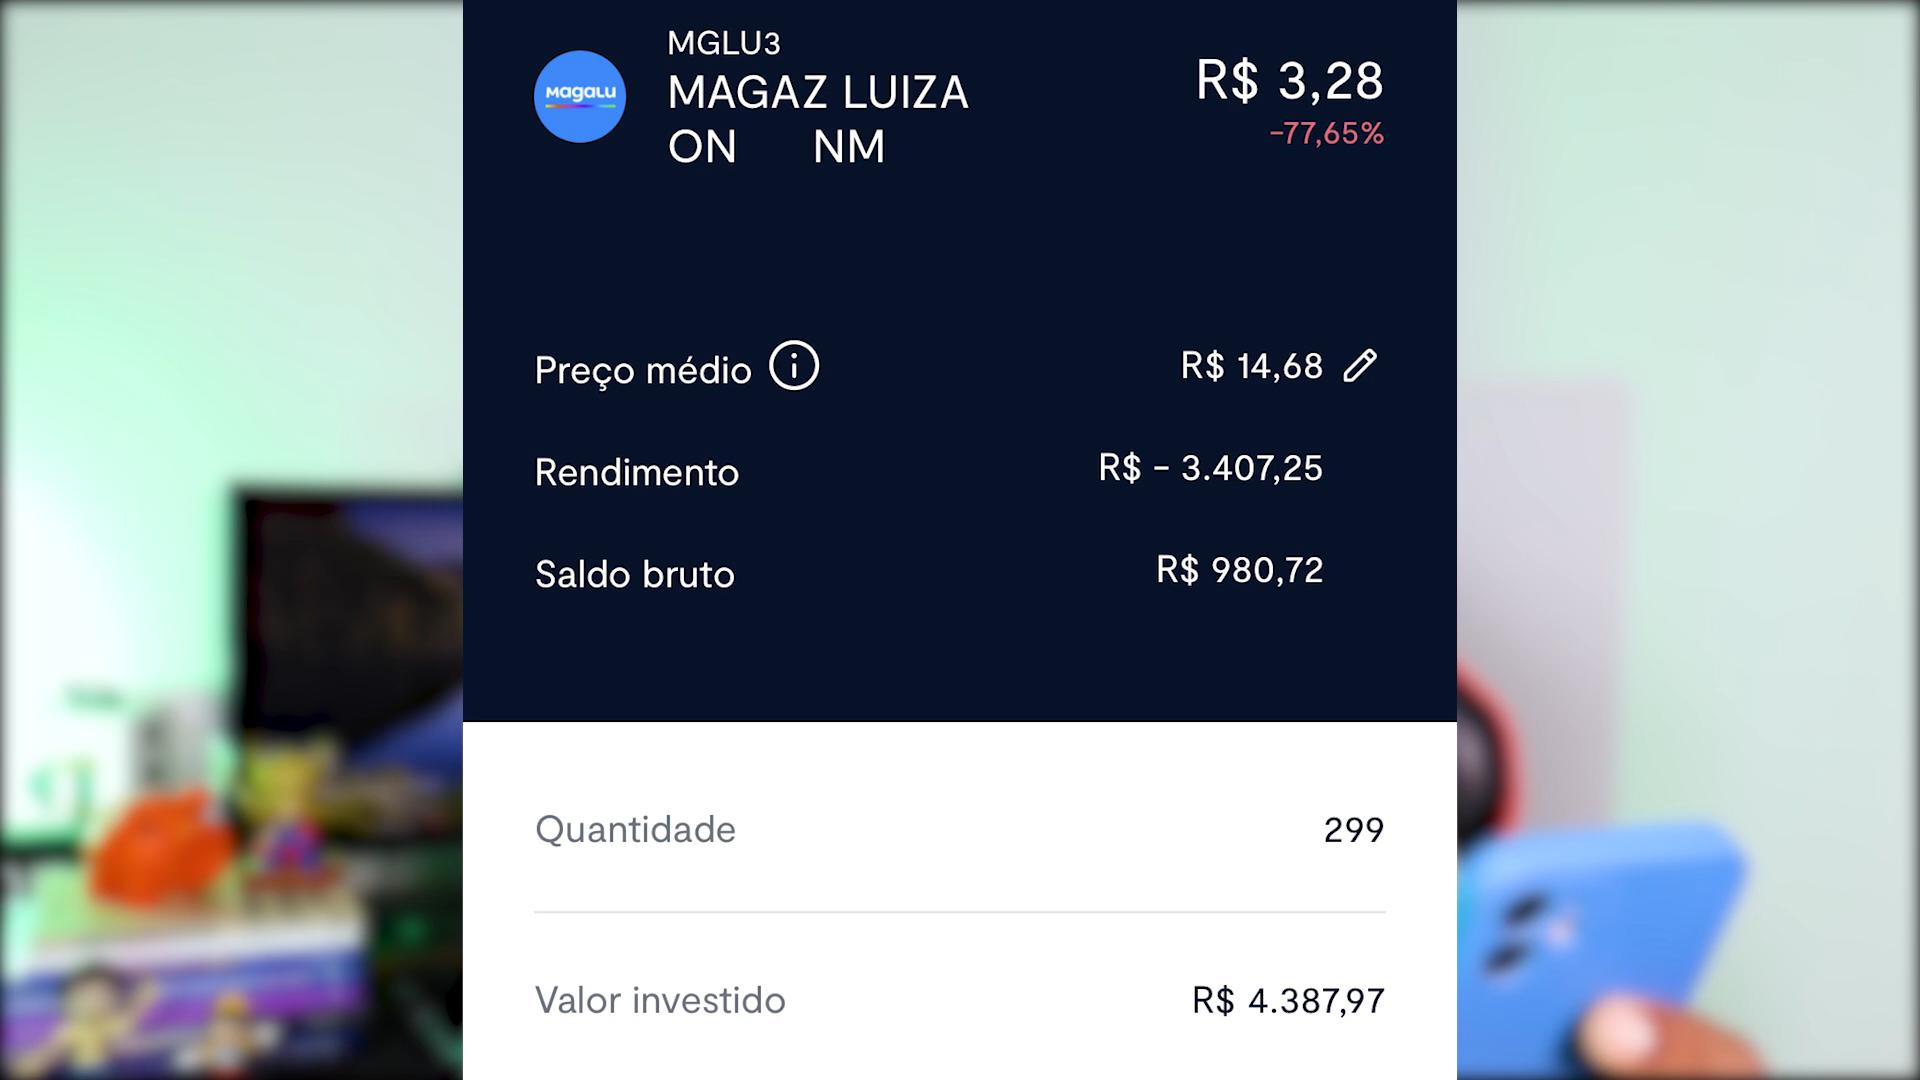 MGLU3
MAGALU
MAGAZ LUIZA
ON NM
R$ 3,28
-77,65%
Preço médio
R$ 14,68
Rendimento
R$ - 3.407,25
Saldo bruto
R$ 980,72
Quantidade
299
Valor investido
R$ 4.387,97